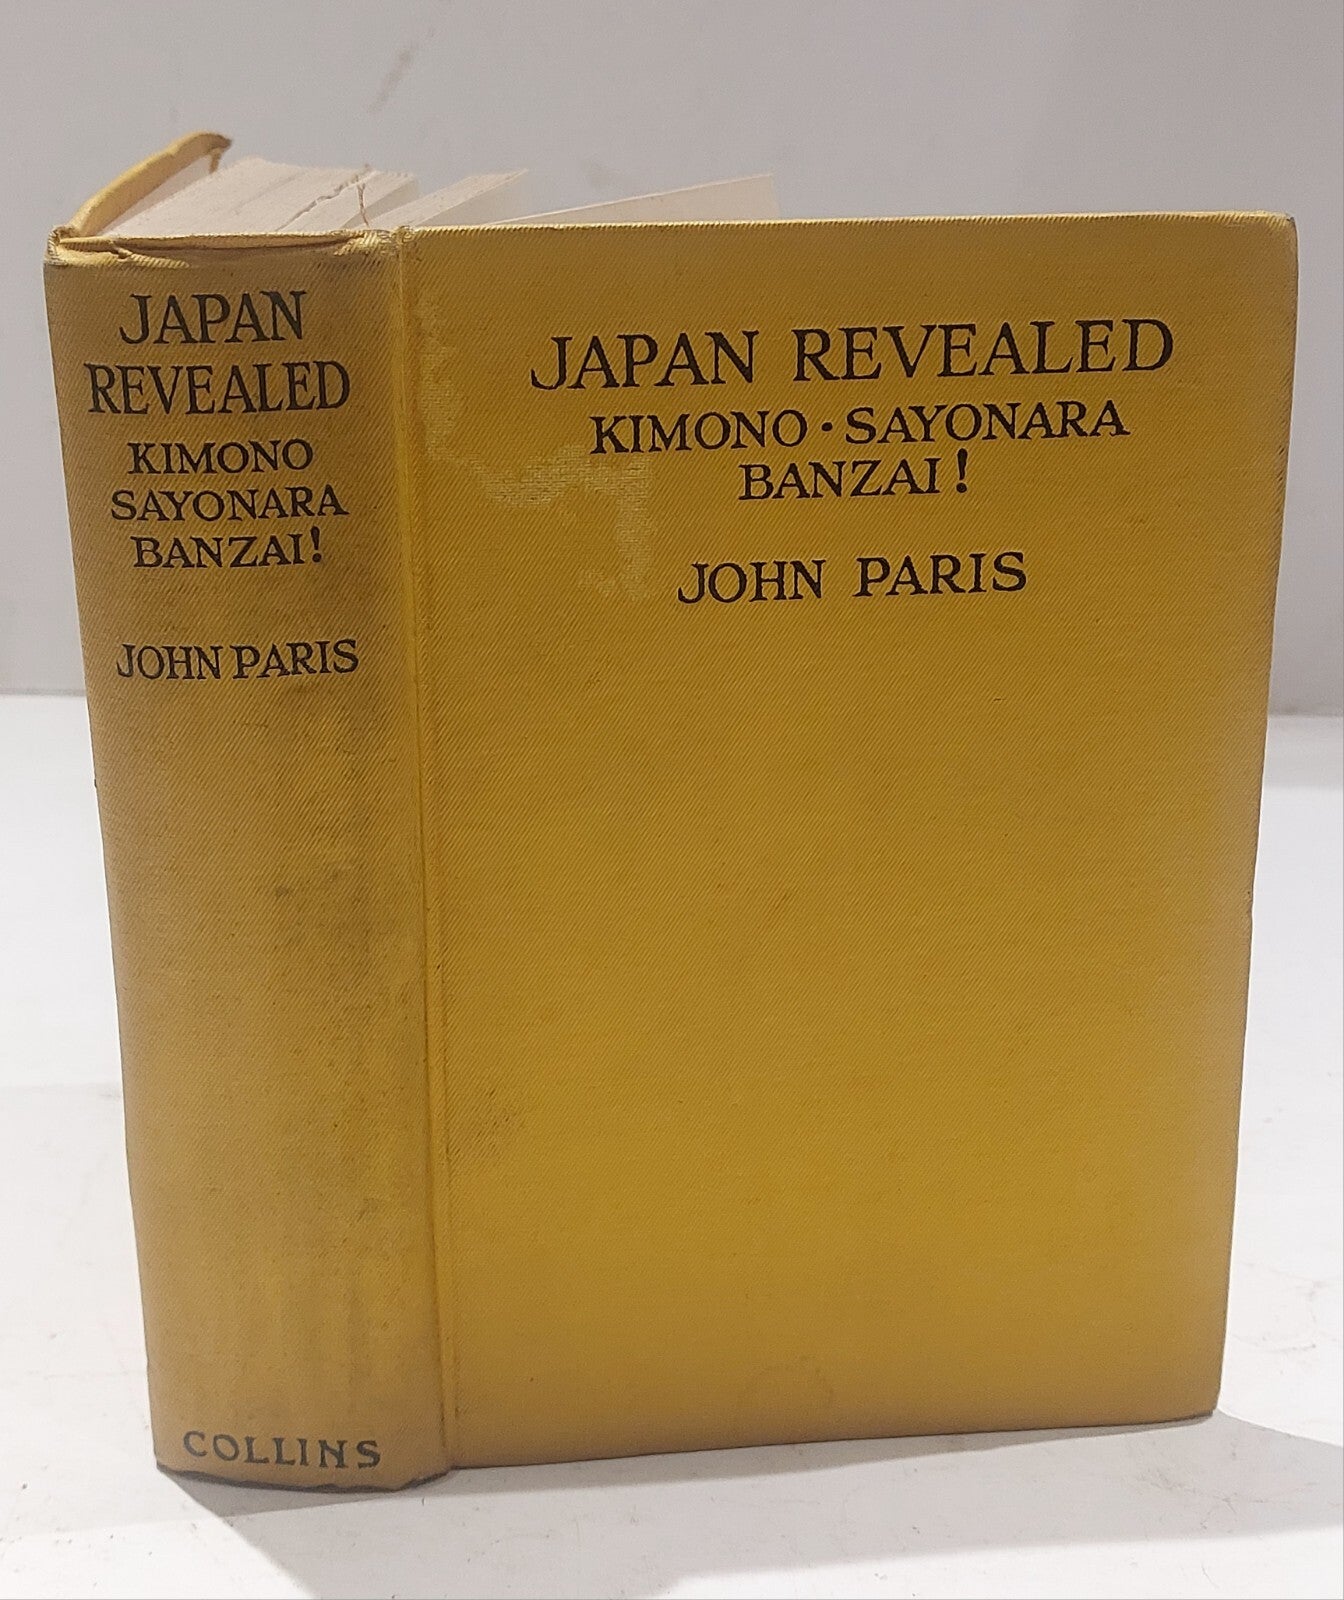 JAPAN
REVEALED
KIMONO
SAYONARA
BANZAI!
JOHN PARIS
COLLINS
JAPAN REVEALED
KIMONO · SAYONARA
BANZAI!
JOHN PARIS